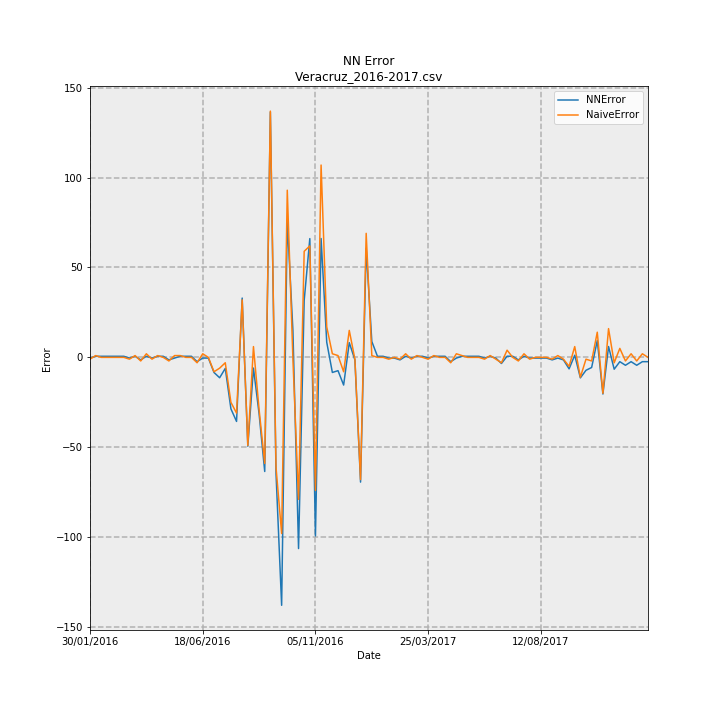 NN Error
Veracruz_2016-2017.csv
NNError
NaiveError
150
100
50
0
−50
−100
−150
Error
30/01/2016 18/06/2016 05/11/2016 25/03/2017 12/08/2017
Date